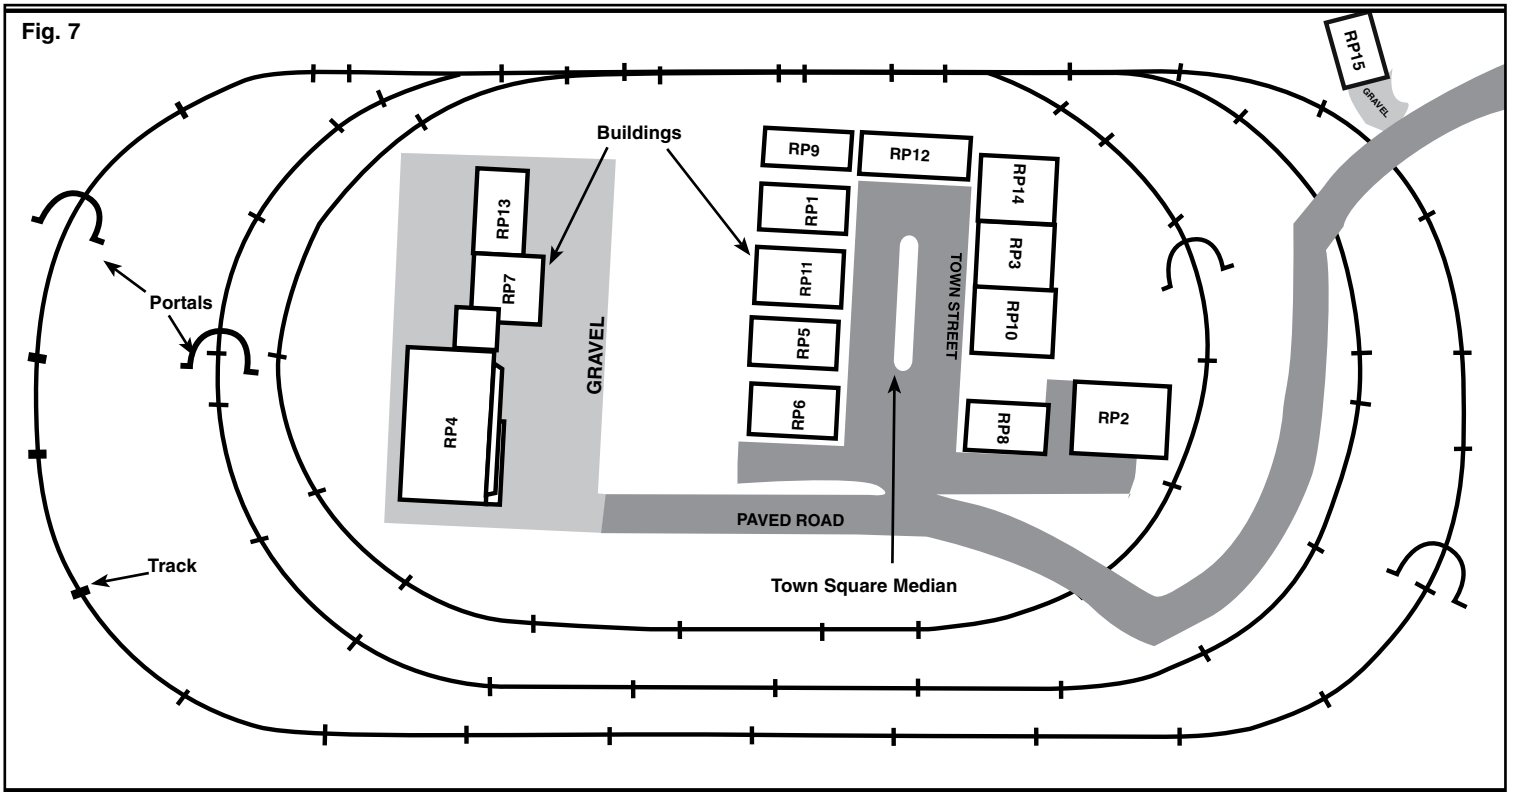 Fig. 7
RP15
GRAVEL
Buildings
RP9
RP12
RP14
RP13
RP1
RP3
RP7
RP11
TOWN STREET
Portals
RP10
GRAVEL
RP5
RP4
RP6
RP8
RP2
PAVED ROAD
Track
Town Square Median